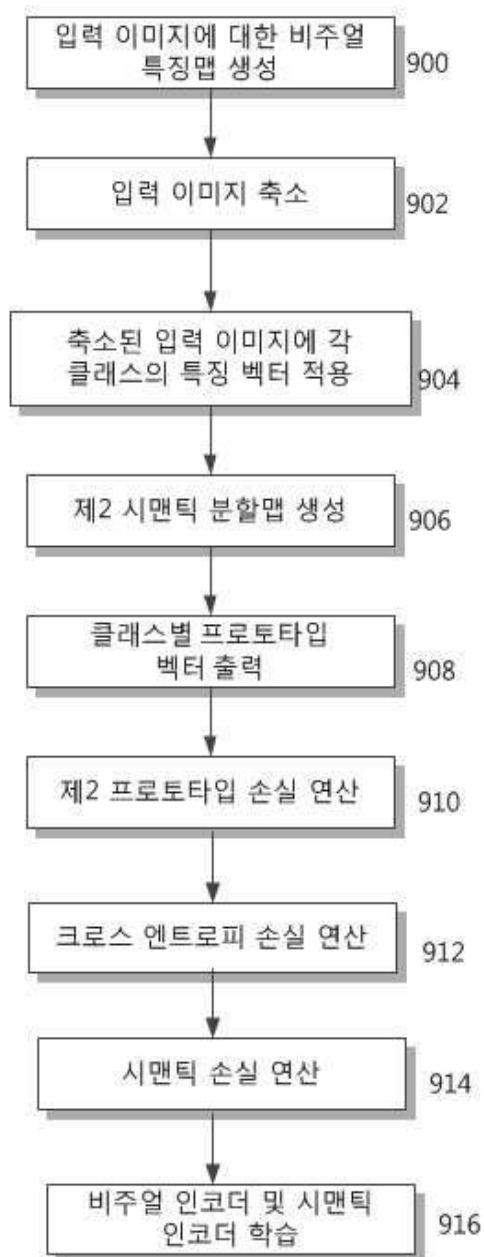 입력 이미지에 대한 비주얼
특징맵 생성
900
입력 이미지 축소
902
축소된 입력 이미지에 각
클래스의 특징 벡터 적용
904
제2 시맨틱 분할맵 생성
906
클래스별 프로토타입
벡터 출력
908
제2 프로토타입 손실 연산
910
크로스 엔트로피 손실 연산
912
시맨틱 손실 연산
914
비주얼 인코더 및 시맨틱
인코더 학습
916